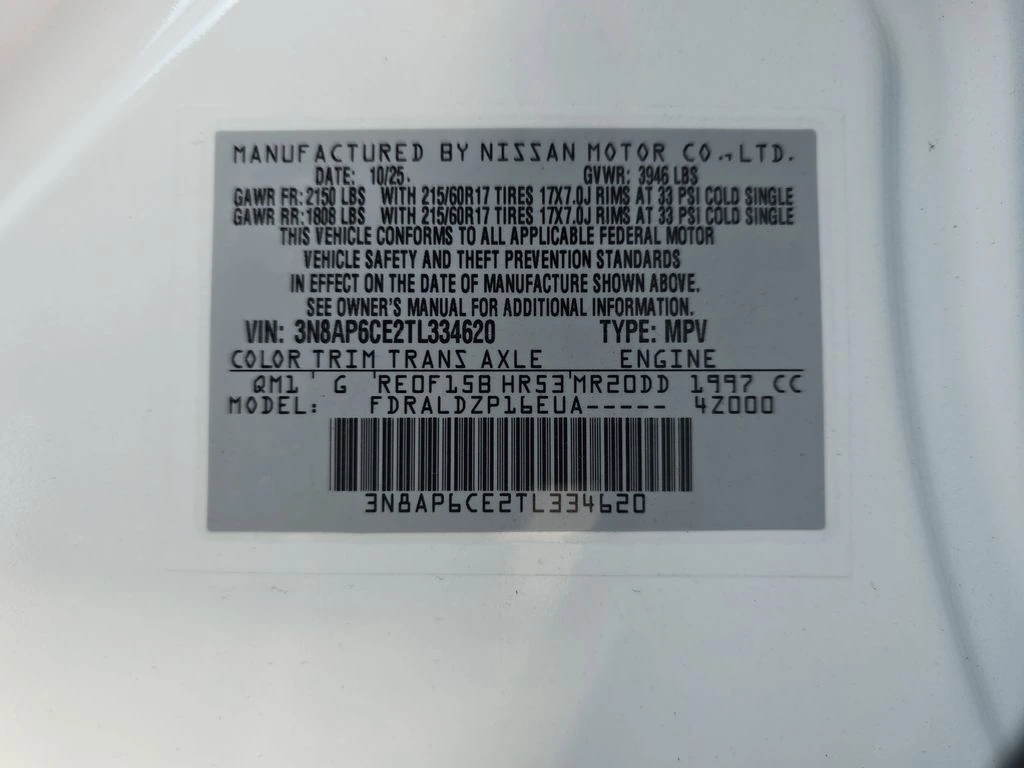 MANUFACTURED BY NISSAN MOTOR CO.,LTD.
DATE: 10/25. GVWR: 3946 LBS
GAWR FR: 2150 LBS WITH 215/60R17 TIRES 17X7.0J RIMS AT 33 PSI COLD SINGLE
GAWR RR: 1808 LBS WITH 215/60R17 TIRES 17X7.0J RIMS AT 33 PSI COLD SINGLE
THIS VEHICLE CONFORMS TO ALL APPLICABLE FEDERAL MOTOR
VEHICLE SAFETY AND THEFT PREVENTION STANDARDS
IN EFFECT ON THE DATE OF MANUFACTURE SHOWN ABOVE.
SEE OWNER'S MANUAL FOR ADDITIONAL INFORMATION.
VIN: 3N8AP6CE2TL334620 TYPE: MPV
COLOR TRIM TRANS AXLE ENGINE
QM1 G RE0F15B HR53 MR20DD 1997 CC
MODEL: FDRALDZP16EUA----- 4Z000
3N8AP6CE2TL334620